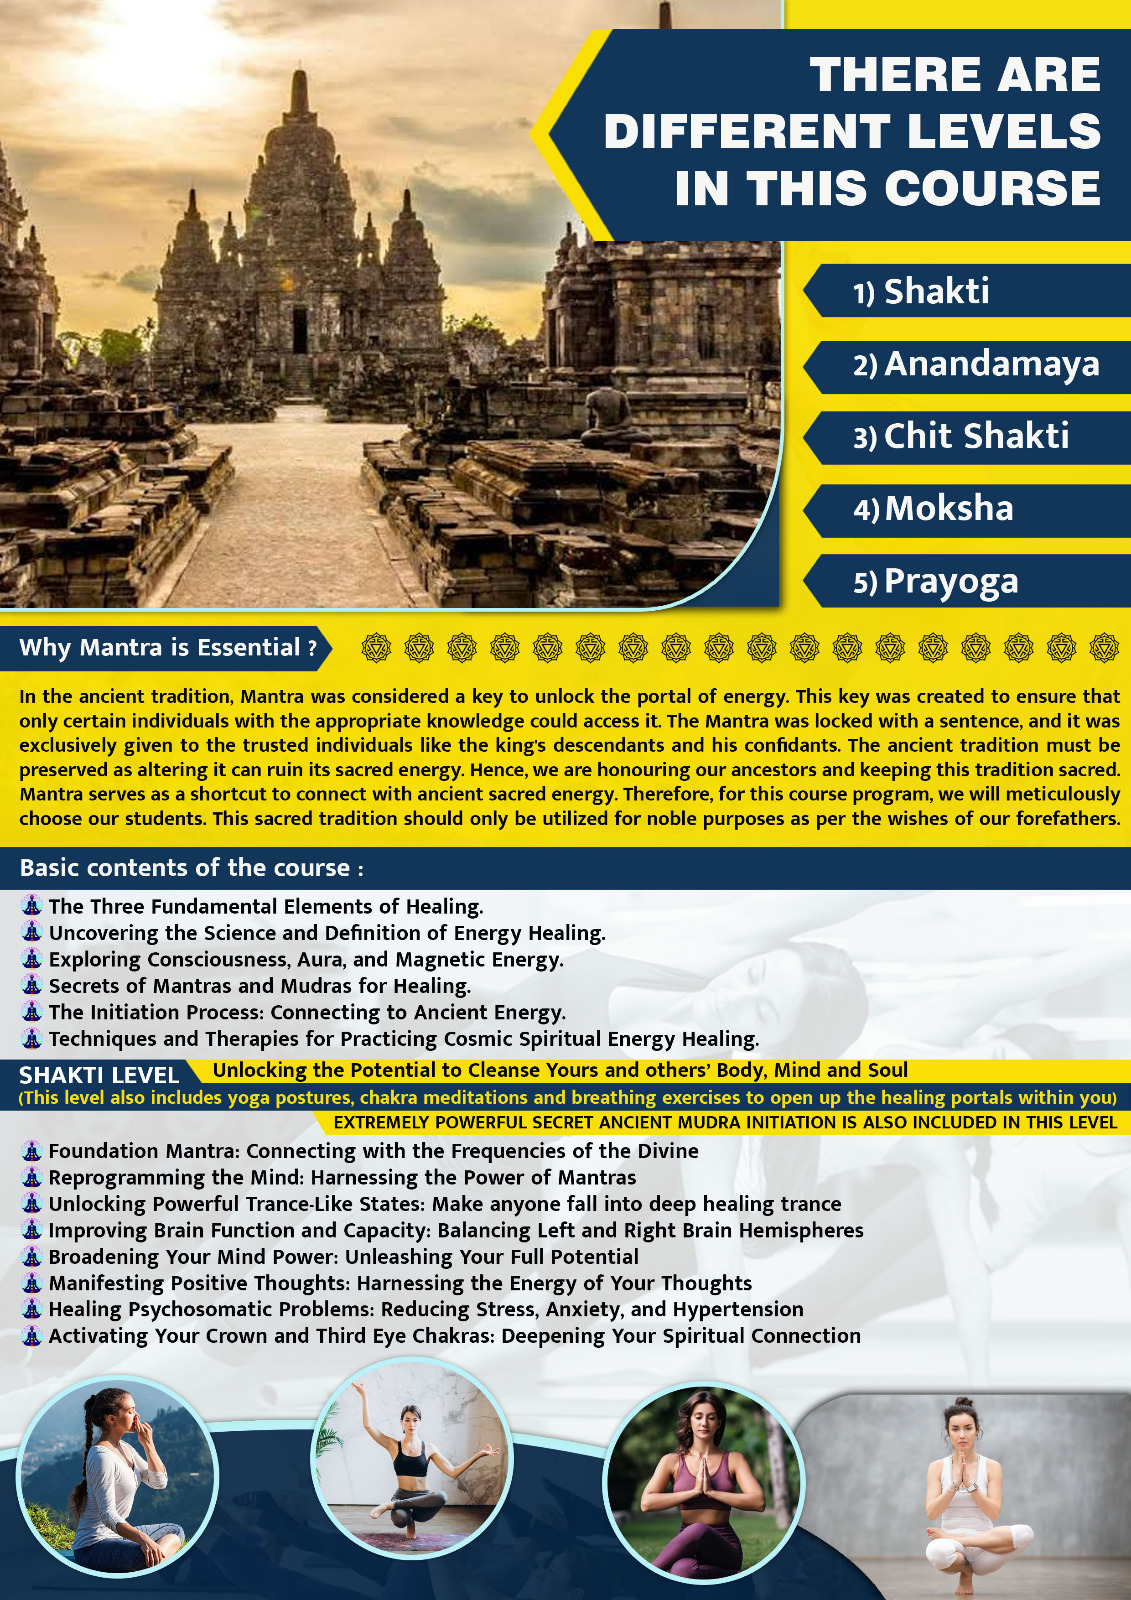 THERE ARE
DIFFERENT LEVELS
IN THIS COURSE
1) Shakti
2) Anandamaya
3) Chit Shakti
4) Moksha
5) Prayoga
Why Mantra is Essential ?
In the ancient tradition, Mantra was considered a key to unlock the portal of energy. This key was created to ensure that
only certain individuals with the appropriate knowledge could access it. The Mantra was locked with a sentence, and it was
exclusively given to the trusted individuals like the king's descendants and his confidants. The ancient tradition must be
preserved as altering it can ruin its sacred energy. Hence, we are honouring our ancestors and keeping this tradition sacred.
Mantra serves as a shortcut to connect with ancient sacred energy. Therefore, for this course program, we will meticulously
choose our students. This sacred tradition should only be utilized for noble purposes as per the wishes of our forefathers.
Basic contents of the course :
The Three Fundamental Elements of Healing.
Uncovering the Science and Definition of Energy Healing.
Exploring Consciousness, Aura, and Magnetic Energy.
Secrets of Mantras and Mudras for Healing.
The Initiation Process: Connecting to Ancient Energy.
Techniques and Therapies for Practicing Cosmic Spiritual Energy Healing.
SHAKTI LEVEL Unlocking the Potential to Cleanse Yours and others’ Body, Mind and Soul
(This level also includes yoga postures, chakra meditations and breathing exercises to open up the healing portals within you)
EXTREMELY POWERFUL SECRET ANCIENT MUDRA INITIATION IS ALSO INCLUDED IN THIS LEVEL
Foundation Mantra: Connecting with the Frequencies of the Divine
Reprogramming the Mind: Harnessing the Power of Mantras
Unlocking Powerful Trance-Like States: Make anyone fall into deep healing trance
Improving Brain Function and Capacity: Balancing Left and Right Brain Hemispheres
Broadening Your Mind Power: Unleashing Your Full Potential
Manifesting Positive Thoughts: Harnessing the Energy of Your Thoughts
Healing Psychosomatic Problems: Reducing Stress, Anxiety, and Hypertension
Activating Your Crown and Third Eye Chakras: Deepening Your Spiritual Connection